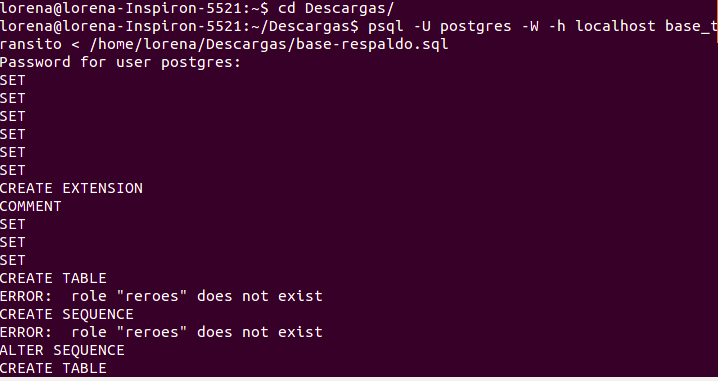 lorena@lorena-Inspiron-5521:~$ cd Descargas/
lorena@lorena-Inspiron-5521:~/Descargas$ psql -U postgres -W -h localhost base_t
ransito < /home/lorena/Descargas/base-respaldo.sql
Password for user postgres:
SET
SET
SET
SET
SET
SET
CREATE EXTENSION
COMMENT
SET
SET
SET
CREATE TABLE
ERROR:  role "reroes" does not exist
CREATE SEQUENCE
ERROR:  role "reroes" does not exist
ALTER SEQUENCE
CREATE TABLE